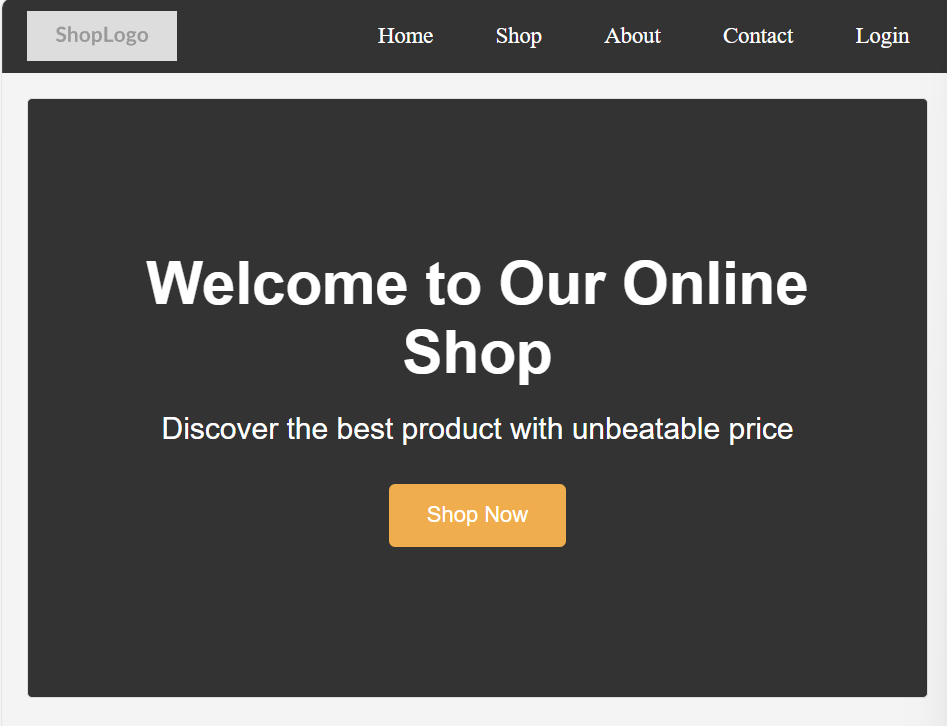 ShopLogo Home Shop About Contact Login
Welcome to Our Online
Shop
Discover the best product with unbeatable price
Shop Now